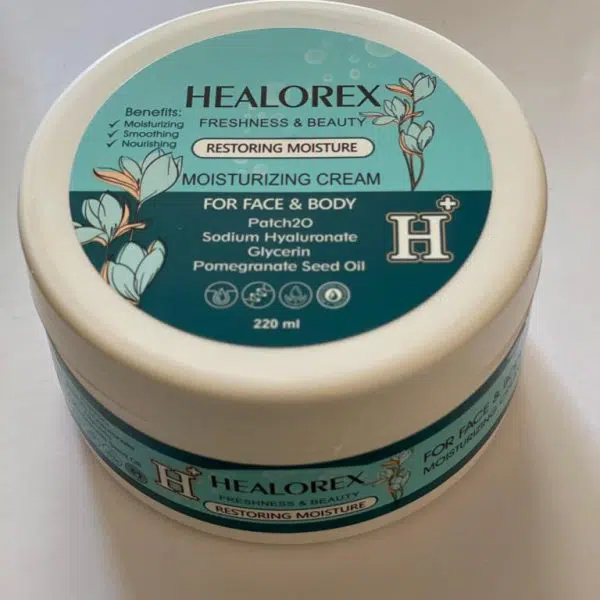 HEALOREX
FRESHNESS & BEAUTY
RESTORING MOISTURE
Benefits:
✓ Moisturizing
✓ Smoothing
✓ Nourishing
MOISTURIZING CREAM
FOR FACE & BODY
Patch2O
Sodium Hyaluronate
Glycerin
Pomegranate Seed Oil
H+
220 ml
H+
HEALOREX
FRESHNESS & BEAUTY
RESTORING MOISTURE
FOR FACE &
MOISTURIZING